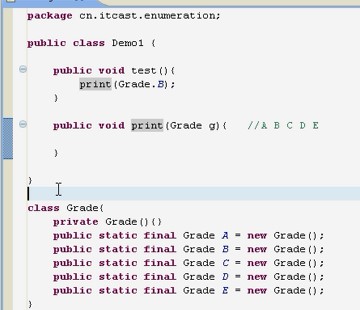 package cn.itcast.enumeration;
public class Demo1 {
public void test(){
print(Grade.B);
}
public void print(Grade g){ //A B C D E
}
}
class Grade{
private Grade(){}
public static final Grade A = new Grade();
public static final Grade B = new Grade();
public static final Grade C = new Grade();
public static final Grade D = new Grade();
public static final Grade E = new Grade();
}